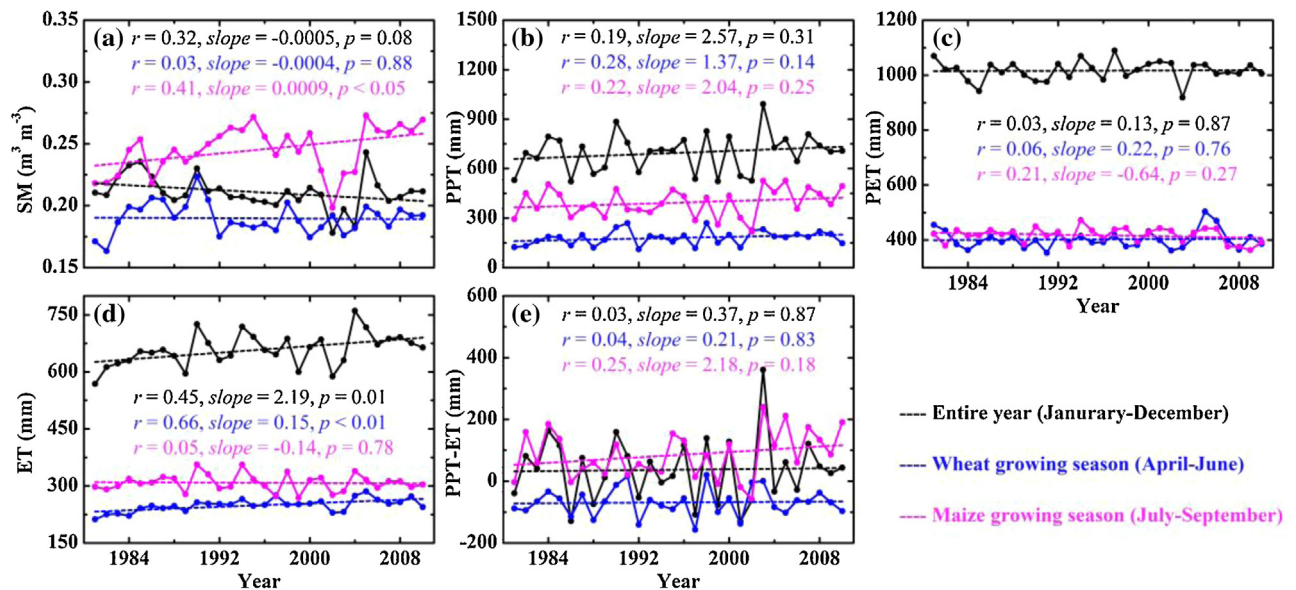 (a)
r = 0.32, slope = -0.0005, p = 0.08
r = 0.03, slope = -0.0004, p = 0.88
r = 0.41, slope = 0.0009, p < 0.05
SM (m³ m⁻³)
0.35
0.30
0.25
0.20
0.15
(b)
r = 0.19, slope = 2.57, p = 0.31
r = 0.28, slope = 1.37, p = 0.14
r = 0.22, slope = 2.04, p = 0.25
PPT (mm)
1500
1200
900
600
300
0
(c)
r = 0.03, slope = 0.13, p = 0.87
r = 0.06, slope = 0.22, p = 0.76
r = 0.21, slope = -0.64, p = 0.27
PET (mm)
1200
1000
800
600
400
1984 1992 2000 2008
Year
(d)
r = 0.45, slope = 2.19, p = 0.01
r = 0.66, slope = 0.15, p < 0.01
r = 0.05, slope = -0.14, p = 0.78
ET (mm)
750
600
450
300
150
1984 1992 2000 2008
Year
(e)
r = 0.03, slope = 0.37, p = 0.87
r = 0.04, slope = 0.21, p = 0.83
r = 0.25, slope = 2.18, p = 0.18
PPT-ET (mm)
600
400
200
0
-200
1984 1992 2000 2008
Year
Entire year (Janurary-December)
Wheat growing season (April-June)
Maize growing season (July-September)